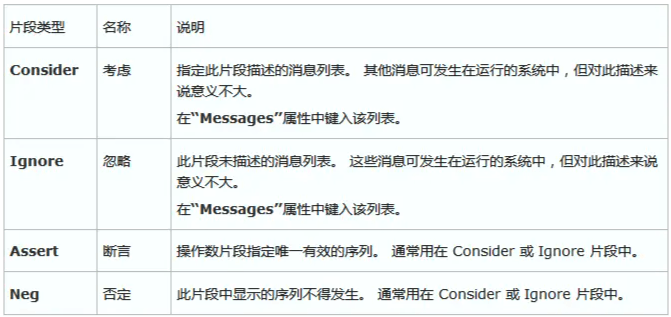 片段类型 名称 说明
Consider 考虑 指定此片段描述的消息列表。 其他消息可发生在运行的系统中，但对此描述来
说意义不大。
在“Messages”属性中键入该列表。
Ignore 忽略 此片段未描述的消息列表。 这些消息可发生在运行的系统中，但对此描述来说
意义不大。
在“Messages”属性中键入该列表。
Assert 断言 操作数片段指定唯一有效的序列。 通常用在 Consider 或 Ignore 片段中。
Neg 否定 此片段中显示的序列不得发生。 通常用在 Consider 或 Ignore 片段中。